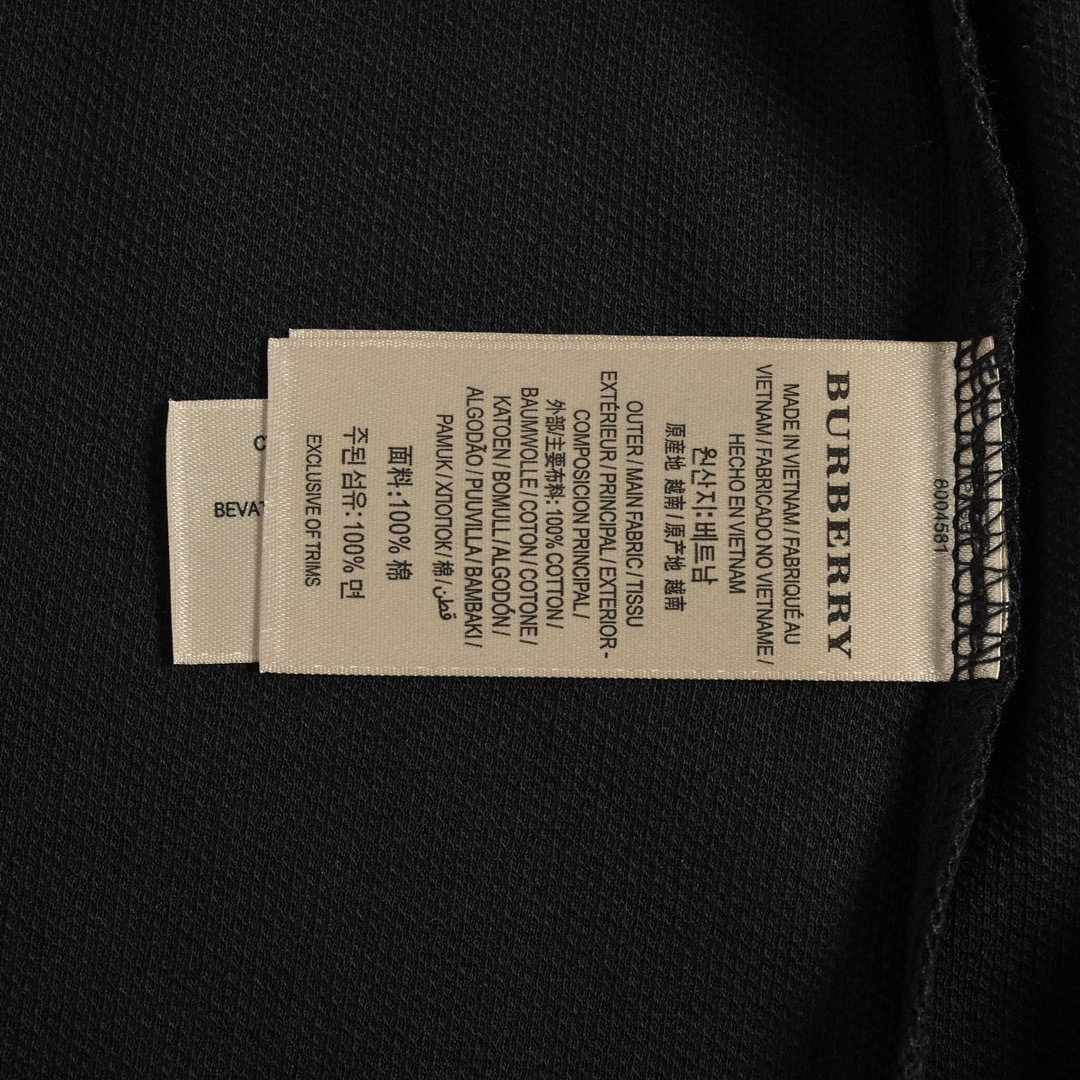 BURBERRY
MADE IN VIETNAM / FABRIQUÉ AU
VIETNAM / FABRICADO NO VIETNAME /
HECHO EN VIETNAM
원산지:베트남
原産地 越南 / 原产地 越南
OUTER / MAIN FABRIC / TISSU
EXTÉRIEUR / PRINCIPAL / EXTERIOR-
COMPOSICION PRINCIPAL /
外部/主要布料: 100% COTTON /
BAUMWOLLE / COTON / COTONE /
KATOEN / BOMULL / ALGODÓN /
ALGODÃO / PUUVILLA / BAMBAKI /
PAMUK / ХЛОПОК / 棉 / قطن
面料:100% 棉
주된 섬유: 100% 면
EXCLUSIVE OF TRIMS
8004581
BEVAT